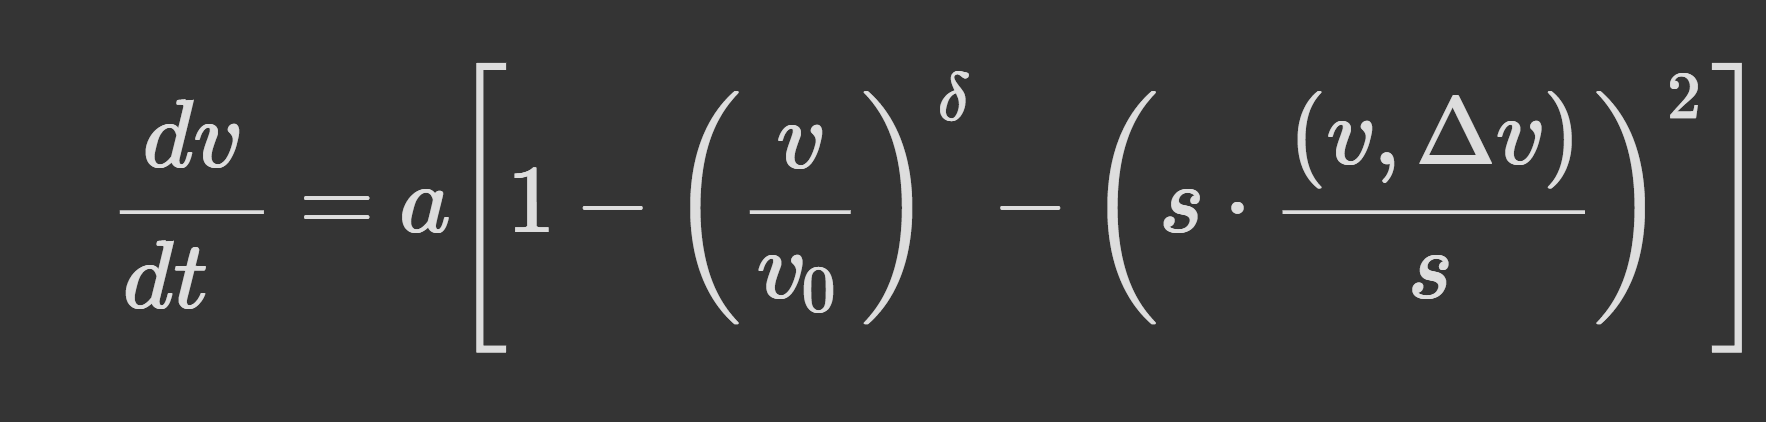 dv/dt = a[1 − (v/v₀)^δ − (s · (v, Δv)/s)²]